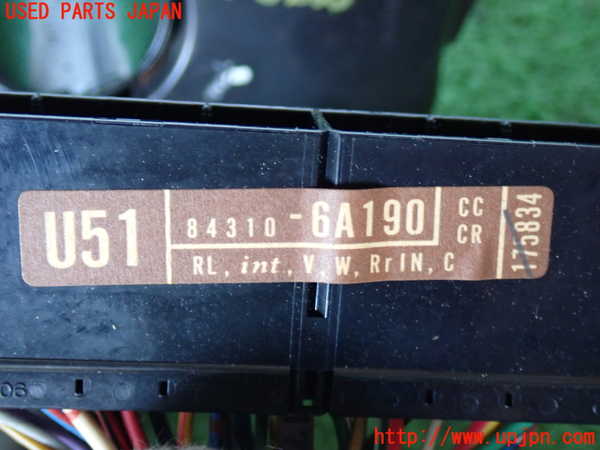 USED PARTS JAPAN
U51
84310-6A190
CC
CR
RL, int, V, W, RrIN, C
175834
06
http://www.upjpn.com/